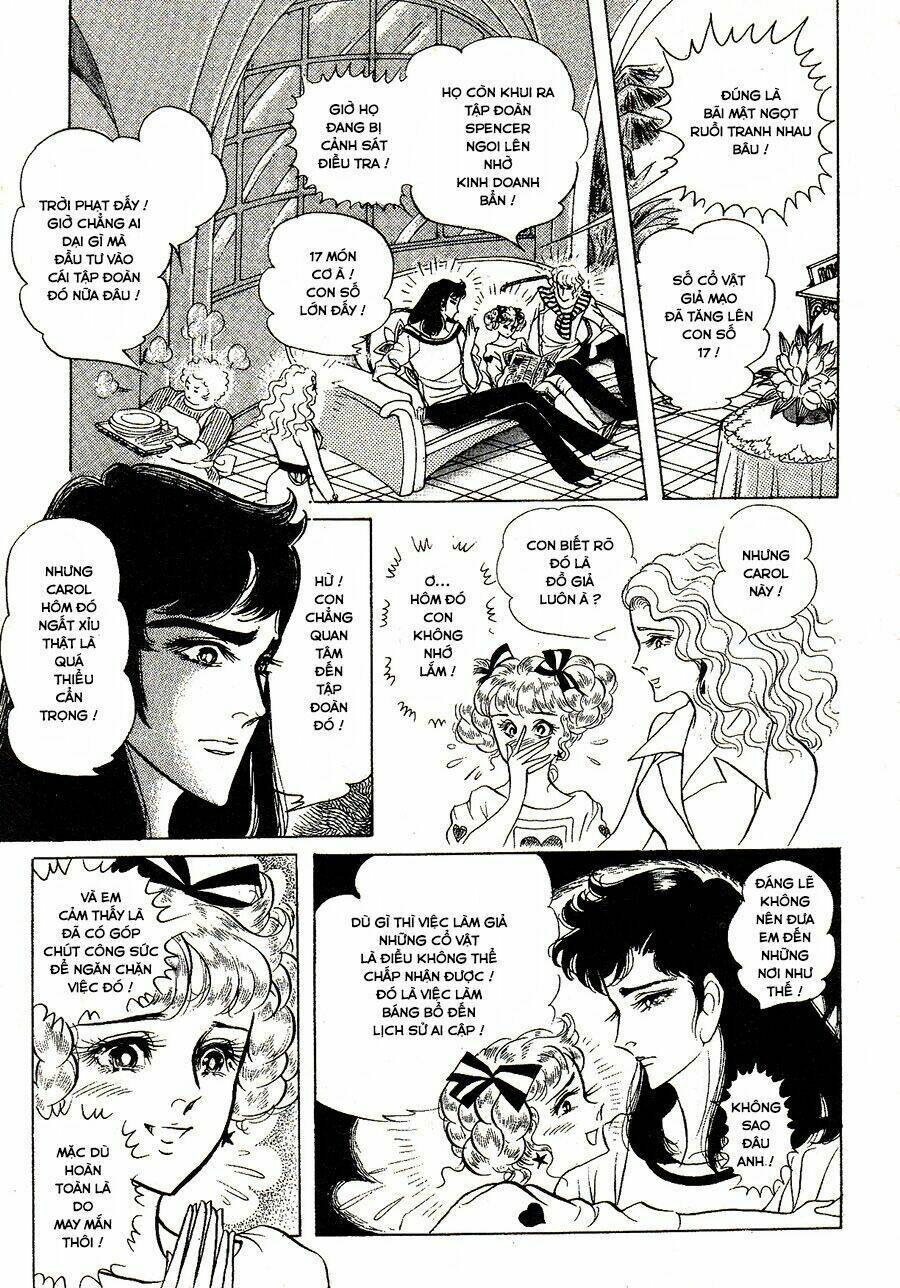 ĐÚNG LÀ
BÃI MẬT NGỌT
RUỒI TRANH NHAU
BÂU !
SỐ CỔ VẬT
GIẢ MẠO
ĐÃ TĂNG LÊN
CON SỐ
17 !
HỌ CÒN KHUI RA
TẬP ĐOÀN
SPENCER
NGOI LÊN
NHỜ
KINH DOANH
BẨN !
GIỜ HỌ
ĐANG BỊ
CẢNH SÁT
ĐIỀU TRA !
17 MÓN
CƠ À !
CON SỐ
LỚN ĐẤY !
TRỜI PHẠT ĐẤY !
GIỜ CHẲNG AI
DẠI GÌ MÀ
ĐẦU TƯ VÀO
CÁI TẬP ĐOÀN
ĐÓ NỮA ĐÂU !
NHƯNG
CAROL
NÀY !
CON BIẾT RÕ
ĐÓ LÀ
ĐỒ GIẢ
LUÔN À ?
Ơ...
HÔM ĐÓ
CON
KHÔNG
NHỚ
LẮM !
HỪ !
CON
CHẲNG
QUAN
TÂM
ĐẾN
TẬP
ĐOÀN
ĐÓ !
NHƯNG
CAROL
HÔM ĐÓ
NGẤT XỈU
THẬT LÀ
QUÁ
THIẾU
CẨN
TRỌNG !
ĐÁNG LẼ
KHÔNG
NÊN ĐƯA
EM ĐẾN
NHỮNG
NƠI NHƯ
THẾ !
KHÔNG
SAO
ĐÂU
ANH !
DÙ GÌ THÌ VIỆC LÀM GIẢ
NHỮNG CỔ VẬT
LÀ ĐIỀU KHÔNG THỂ
CHẤP NHẬN ĐƯỢC !
ĐÓ LÀ VIỆC LÀM
BÁNG BỔ ĐẾN
LỊCH SỬ AI CẬP !
VÀ EM
CẢM THẤY LÀ
ĐÃ CÓ GÓP
CHÚT CÔNG SỨC
ĐỂ NGĂN CHẶN
VIỆC ĐÓ !
MẶC DÙ
HOÀN
TOÀN LÀ
DO
MAY MẮN
THÔI !